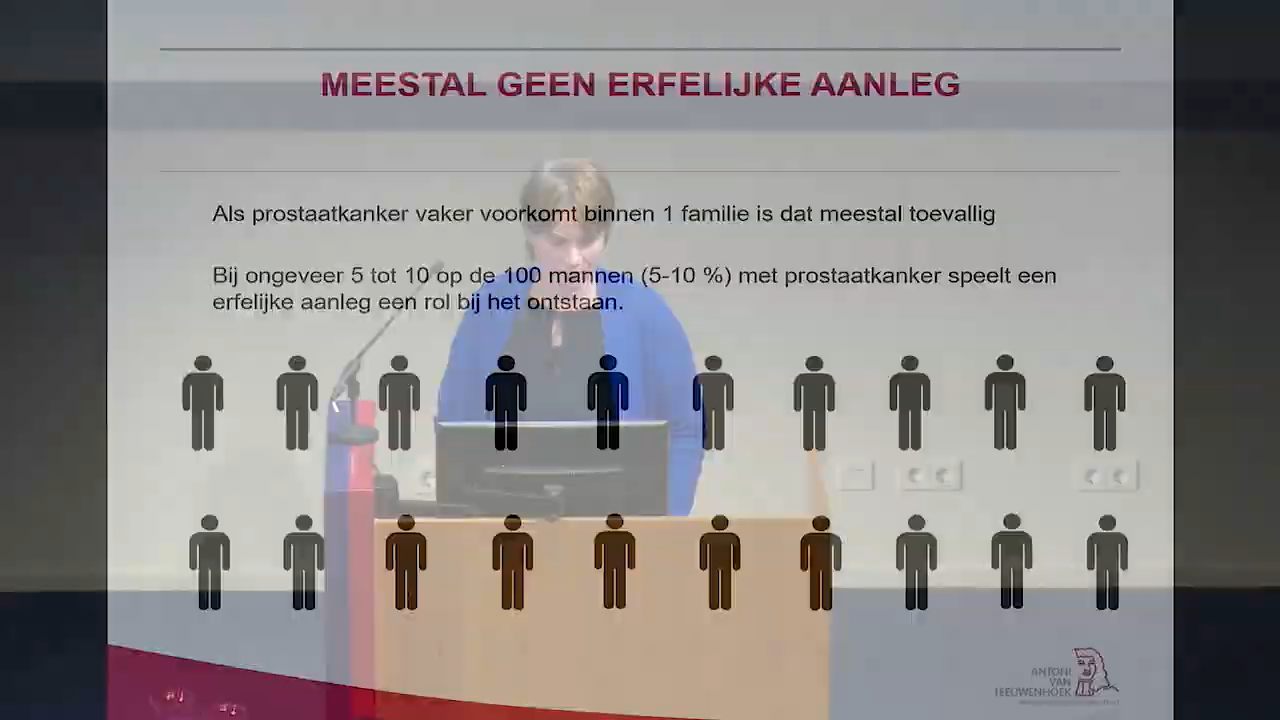 MEESTAL GEEN ERFELIJKE AANLEG
Als prostaatkanker vaker voorkomt binnen 1 familie is dat meestal toevallig
Bij ongeveer 5 tot 10 op de 100 mannen (5-10 %) met prostaatkanker speelt een
erfelijke aanleg een rol bij het ontstaan.
ANTONI
VAN
LEEUWENHOEK